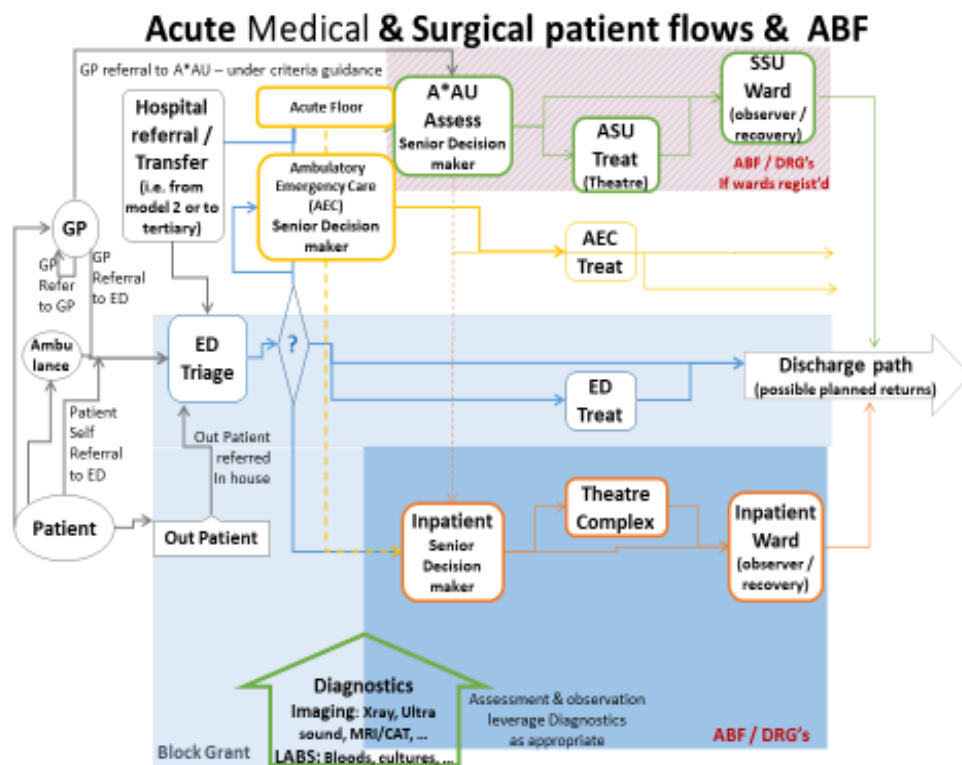 Acute Medical & Surgical patient flows & ABF
GP referral to A*AU – under criteria guidance
Hospital
referral /
Transfer
(i.e. from
model 2 or to
tertiary)
Acute Floor
Ambulatory
Emergency Care
(AEC)
Senior Decision
maker
A*AU
Assess
Senior Decision
maker
ASU
Treat
(Theatre)
SSU
Ward
(observer /
recovery)
ABF / DRG's
If wards regist'd
AEC
Treat
GP
GP
Refer
to GP
GP
Referral
to ED
Ambu
lance
ED
Triage
?
ED
Treat
Discharge path
(possible planned returns)
Patient
Self
Referral
to ED
Out Patient
referred
In house
Patient
Out Patient
Inpatient
Senior
Decision
maker
Theatre
Complex
Inpatient
Ward
(observer /
recovery)
Diagnostics
Imaging: Xray, Ultra
sound, MRI/CAT, ...
LABS: Bloods, cultures, ...
Assessment & observation
leverage Diagnostics
as appropriate
Block Grant
ABF / DRG's